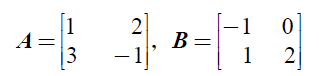 A = [1 2], B = [-1 0]
[3 -1] [1 2]